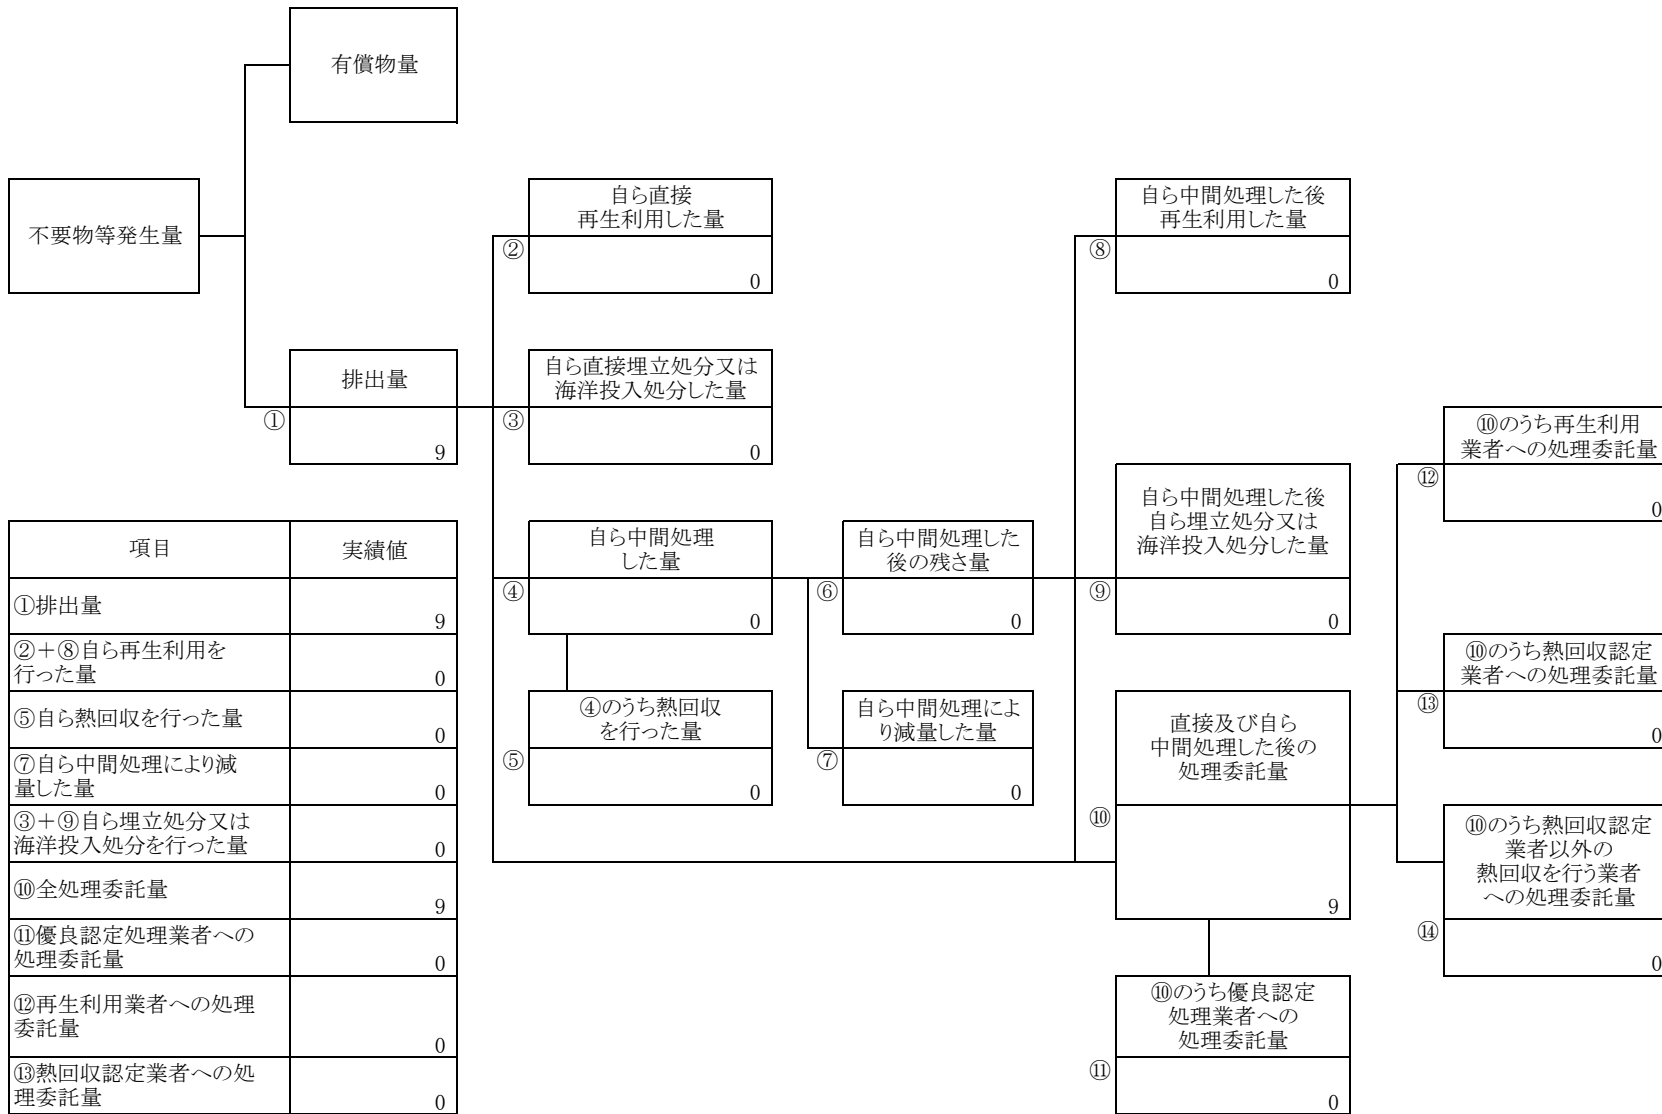 有償物量
不要物等発生量
自ら直接
再生利用した量
②
0
自ら中間処理した後
再生利用した量
⑧
0
排出量
①
9
自ら直接埋立処分又は
海洋投入処分した量
③
0
⑩のうち再生利用
業者への処理委託量
⑫
0
自ら中間処理
した量
④
0
自ら中間処理した
後の残さ量
⑥
0
自ら中間処理した後
自ら埋立処分又は
海洋投入処分した量
⑨
0
⑩のうち熱回収認定
業者への処理委託量
⑬
0
④のうち熱回収
を行った量
⑤
0
自ら中間処理によ
り減量した量
⑦
0
直接及び自ら
中間処理した後の
処理委託量
⑩
9
⑩のうち熱回収認定
業者以外の
熱回収を行う業者
への処理委託量
⑭
0
⑩のうち優良認定
処理業者への
処理委託量
⑪
0
項目 実績値
①排出量 9
②+⑧自ら再生利用を
行った量 0
⑤自ら熱回収を行った量 0
⑦自ら中間処理により減
量した量 0
③+⑨自ら埋立処分又は
海洋投入処分を行った量 0
⑩全処理委託量 9
⑪優良認定処理業者への
処理委託量 0
⑫再生利用業者への処理
委託量 0
⑬熱回収認定業者への処
理委託量 0